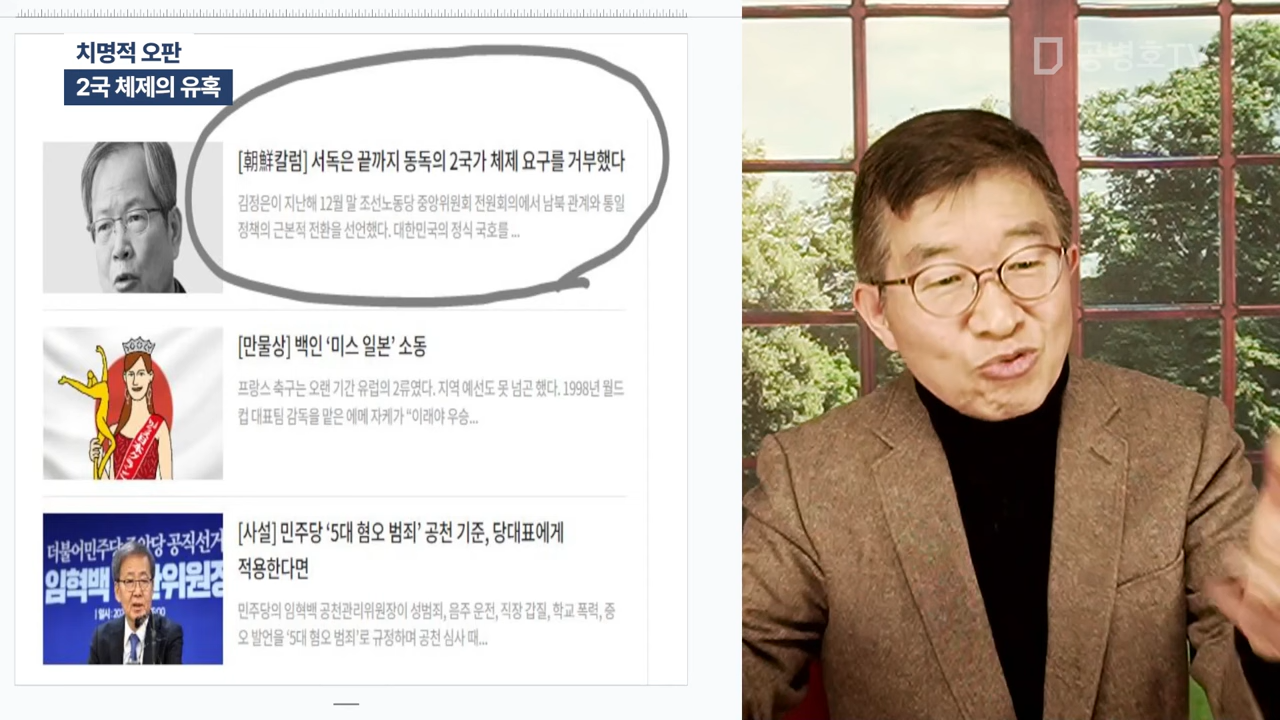 치명적 오판
2국 체제의 유혹
공병호TV
[朝鮮칼럼] 서독은 끝까지 동독의 2국가 체제 요구를 거부했다
김정은이 지난해 12월 말 조선노동당 중앙위원회 전원회의에서 남북 관계와 통일
정책의 근본적 전환을 선언했다. 대한민국의 정식 국호를 ...
[만물상] 백인 ‘미스 일본’ 소동
프랑스 축구는 오랜 기간 유럽의 2류였다. 지역 예선도 못 넘곤 했다. 1998년 월드
컵 대표팀 감독을 맡은 에메 자케가 “이래야 우승...
더불어민주당 공직선거
임혁백
[사설] 민주당 ‘5대 혐오 범죄’ 공천 기준, 당대표에게
적용한다면
민주당의 임혁백 공천관리위원장이 성범죄, 음주 운전, 직장 갑질, 학교 폭력, 증
오 발언을 ‘5대 혐오 범죄’로 규정하며 공천 심사 때...